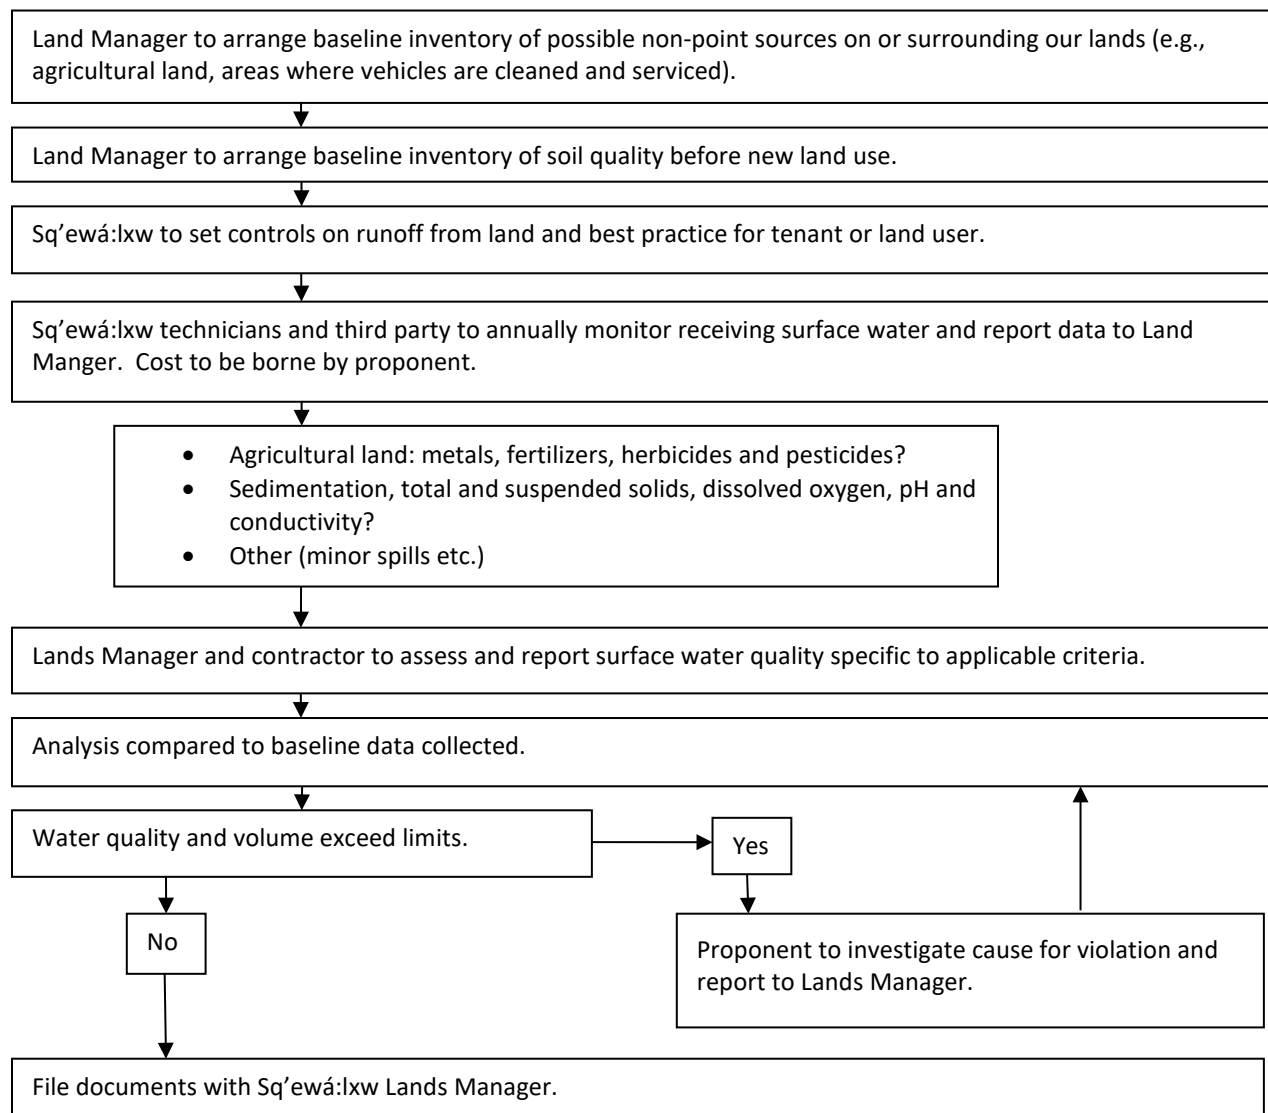 Land Manager to arrange baseline inventory of possible non-point sources on or surrounding our lands (e.g.,
agricultural land, areas where vehicles are cleaned and serviced).
Land Manager to arrange baseline inventory of soil quality before new land use.
Sq’ewá:lxw to set controls on runoff from land and best practice for tenant or land user.
Sq’ewá:lxw technicians and third party to annually monitor receiving surface water and report data to Land
Manger.  Cost to be borne by proponent.
• Agricultural land: metals, fertilizers, herbicides and pesticides?
• Sedimentation, total and suspended solids, dissolved oxygen, pH and
conductivity?
• Other (minor spills etc.)
Lands Manager and contractor to assess and report surface water quality specific to applicable criteria.
Analysis compared to baseline data collected.
Water quality and volume exceed limits.
Yes
No
Proponent to investigate cause for violation and
report to Lands Manager.
File documents with Sq’ewá:lxw Lands Manager.